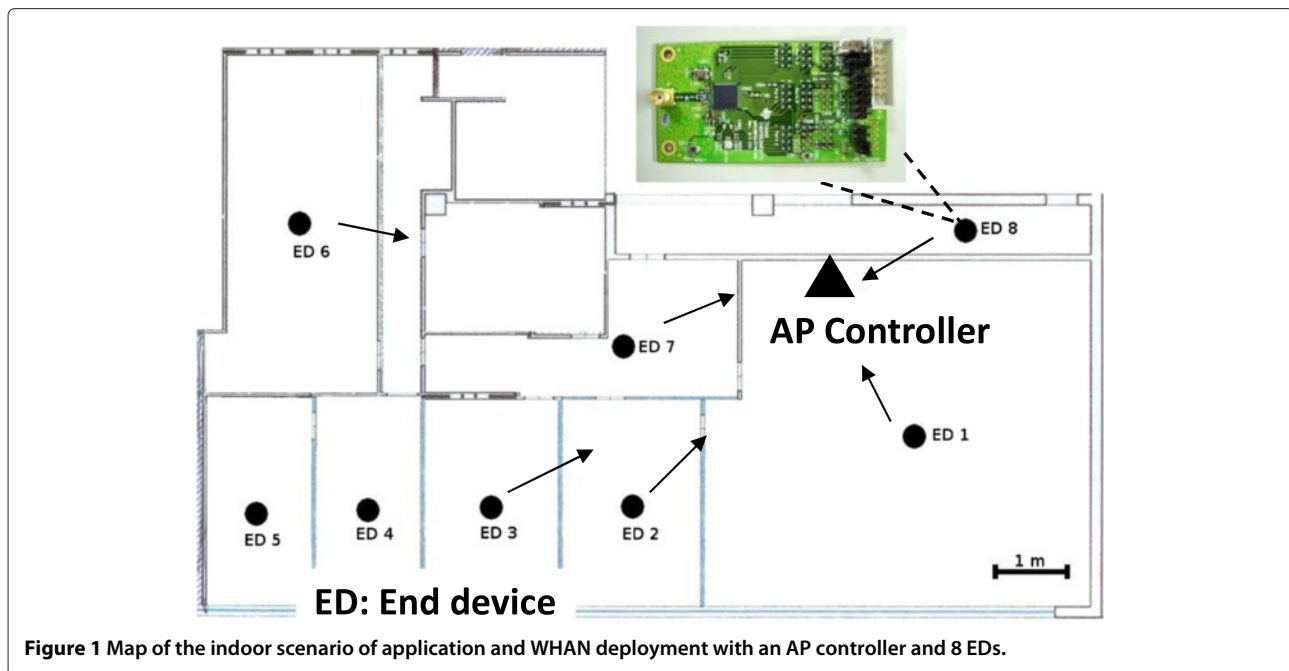 ED 8
ED 6
AP Controller
ED 7
ED 1
ED 5
ED 4
ED 3
ED 2
1 m
ED: End device
Figure 1 Map of the indoor scenario of application and WHAN deployment with an AP controller and 8 EDs.